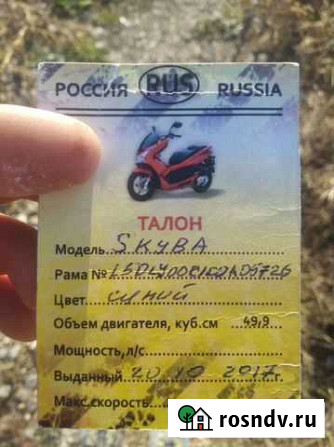 РОССИЯ RUS RUSSIA
ТАЛОН
Модель SКУВА
Рама №
Цвет синий
Объем двигателя, куб.см 49,9
Мощность,л/с
Выданный 20 10 2017 г.
Макс.скорость
rosndv.ru